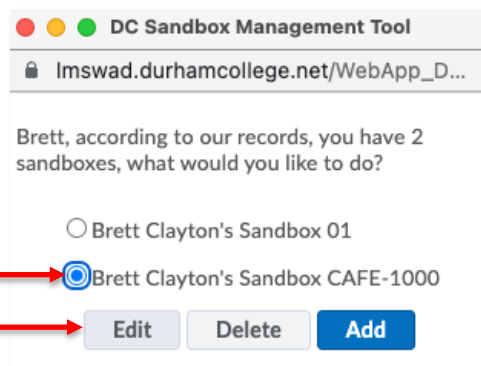 DC Sandbox Management Tool
lmswad.durhamcollege.net/WebApp_D...
Brett, according to our records, you have 2
sandboxes, what would you like to do?
Brett Clayton's Sandbox 01
Brett Clayton's Sandbox CAFE-1000
Edit Delete Add